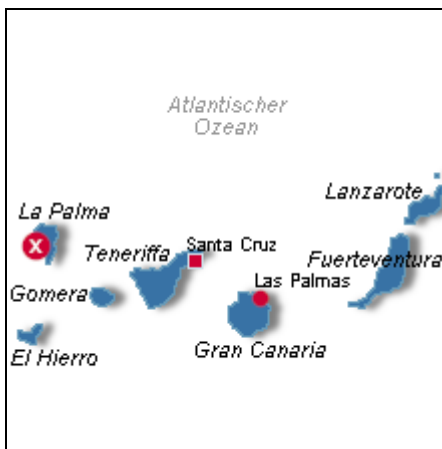 Atlantischer
Ozean
Lanzarote
La Palma
X
Santa Cruz
Teneriffa
Fuerteventura
Las Palmas
Gomera
Gran Canaria
El Hierro